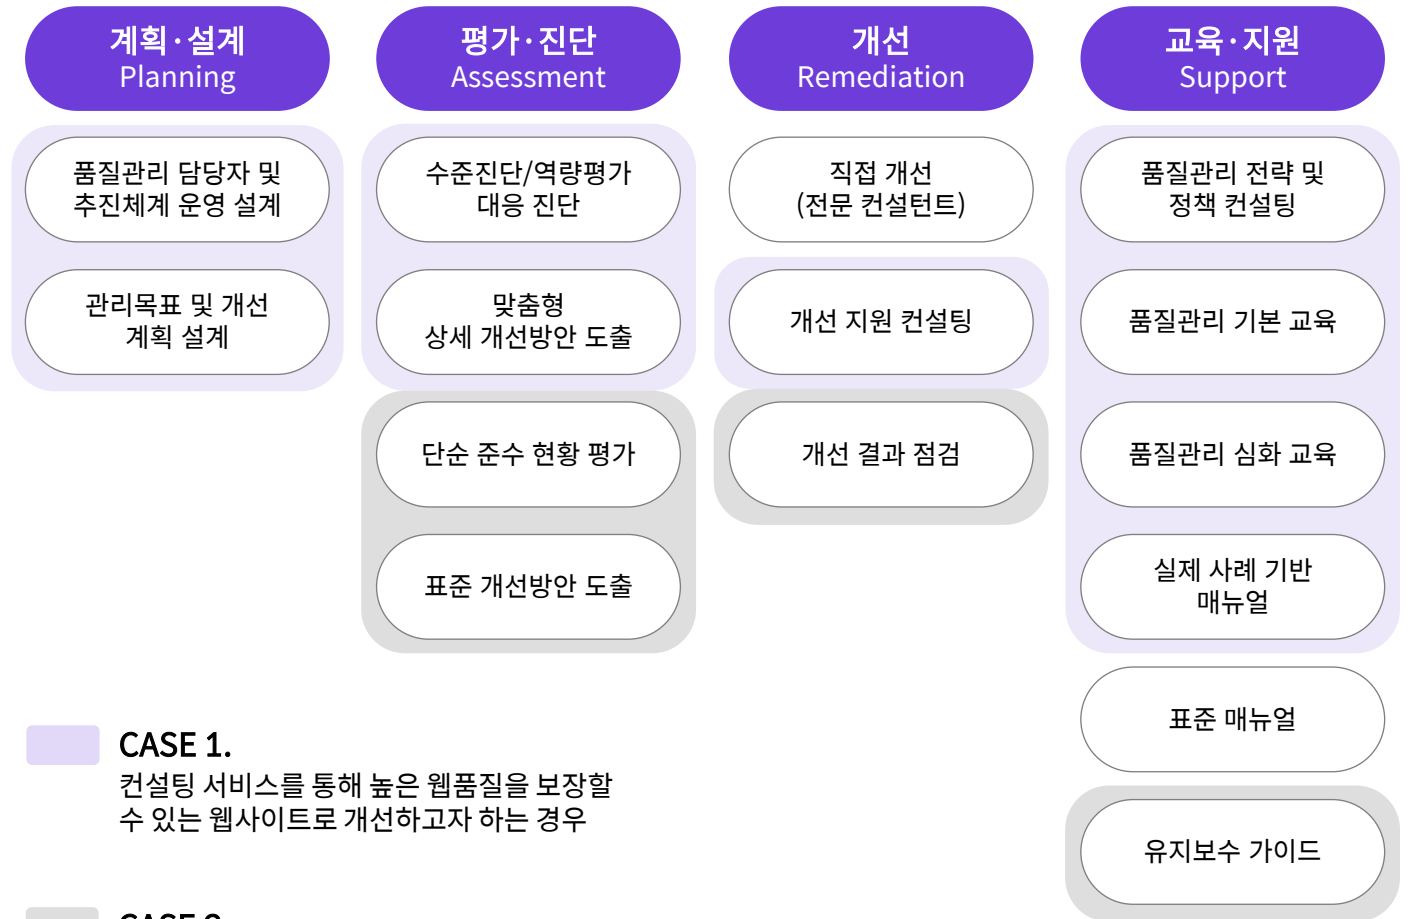 계획·설계
Planning
품질관리 담당자 및
추진체계 운영 설계
관리목표 및 개선
계획 설계
평가·진단
Assessment
수준진단/역량평가
대응 진단
맞춤형
상세 개선방안 도출
단순 준수 현황 평가
표준 개선방안 도출
개선
Remediation
직접 개선
(전문 컨설턴트)
개선 지원 컨설팅
개선 결과 점검
교육·지원
Support
품질관리 전략 및
정책 컨설팅
품질관리 기본 교육
품질관리 심화 교육
실제 사례 기반
매뉴얼
표준 매뉴얼
유지보수 가이드
CASE 1.
컨설팅 서비스를 통해 높은 웹품질을 보장할
수 있는 웹사이트로 개선하고자 하는 경우